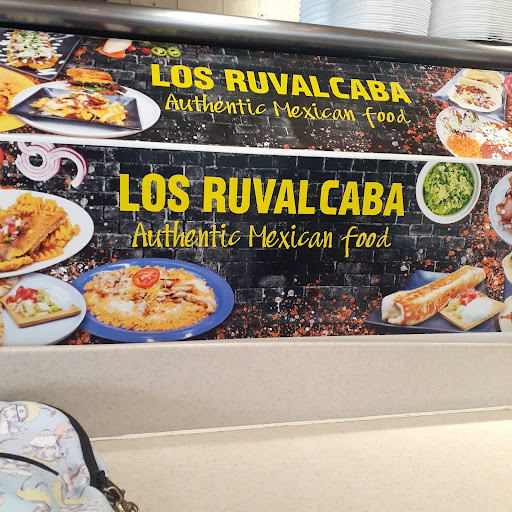 LOS RUVALCABA
Authentic Mexican food
LOS RUVALCABA
Authentic Mexican food